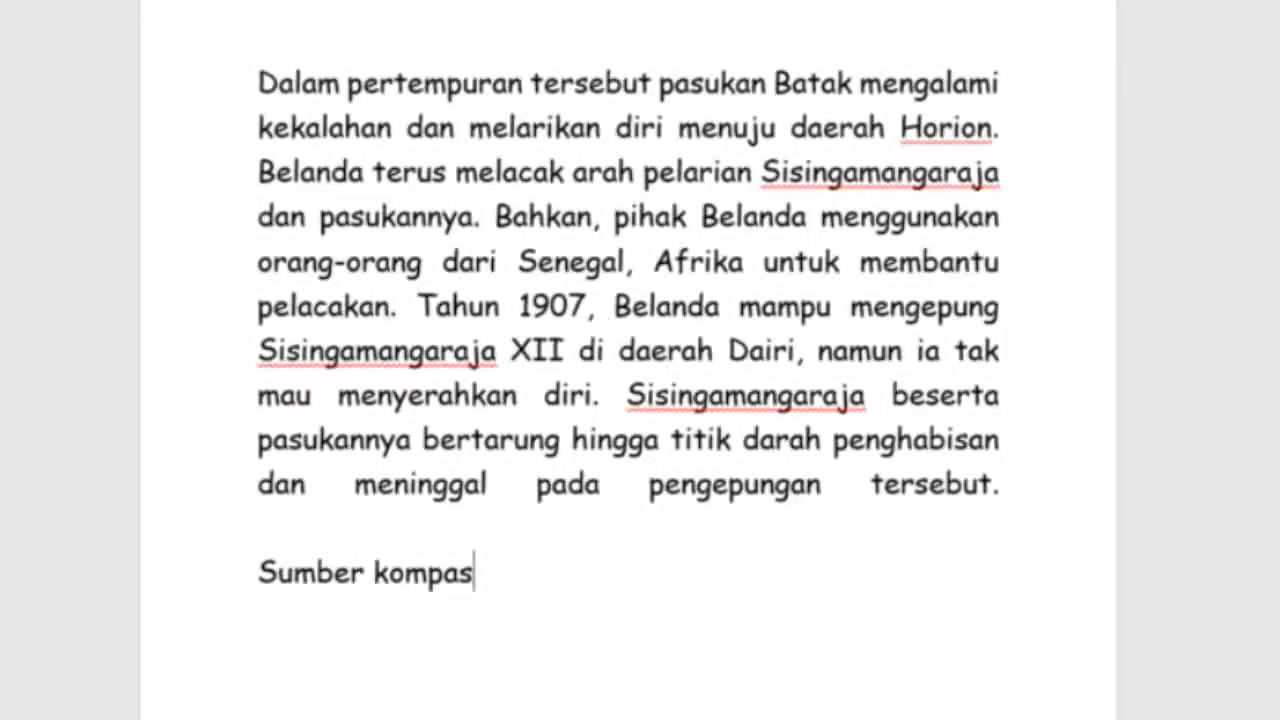 Dalam pertempuran tersebut pasukan Batak mengalami
kekalahan dan melarikan diri menuju daerah Horion.
Belanda terus melacak arah pelarian Sisingamangaraja
dan pasukannya. Bahkan, pihak Belanda menggunakan
orang-orang dari Senegal, Afrika untuk membantu
pelacakan. Tahun 1907, Belanda mampu mengepung
Sisingamangaraja XII di daerah Dairi, namun ia tak
mau menyerahkan diri. Sisingamangaraja beserta
pasukannya bertarung hingga titik darah penghabisan
dan meninggal pada pengepungan tersebut.
Sumber kompas